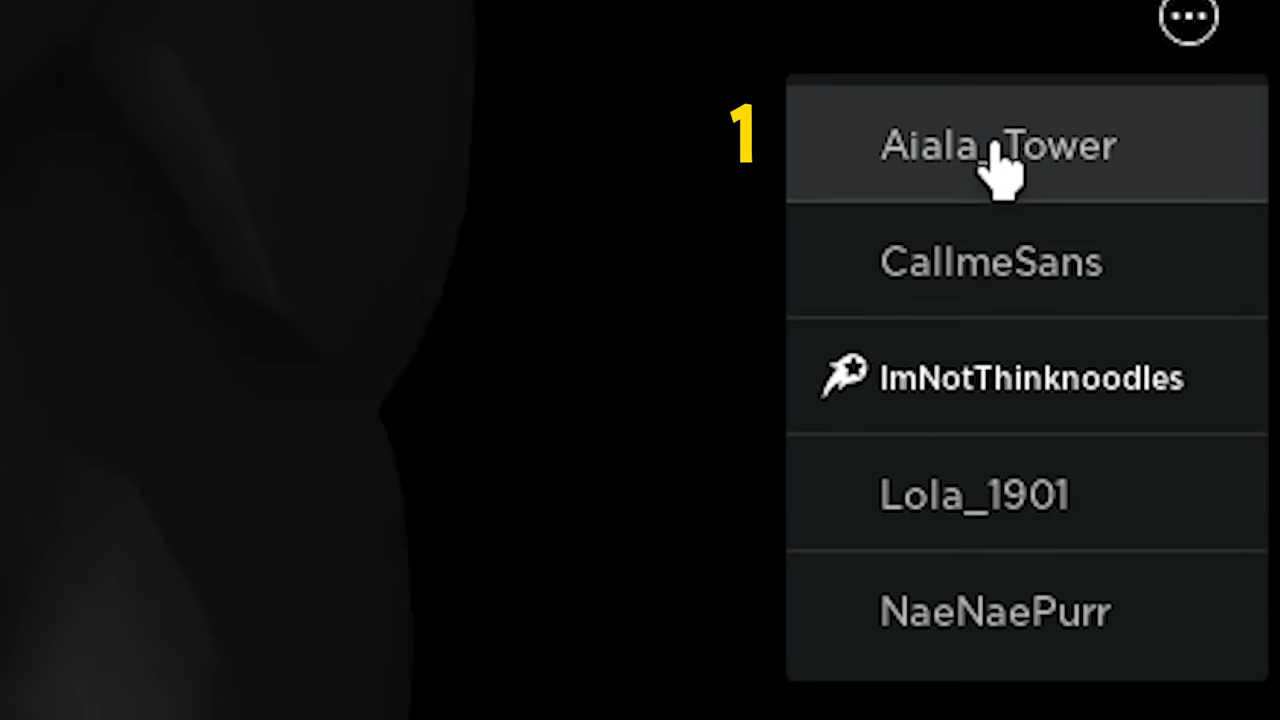 1
Aiala_Tower
CallmeSans
ImNotThinknoodles
Lola_1901
NaeNaePurr